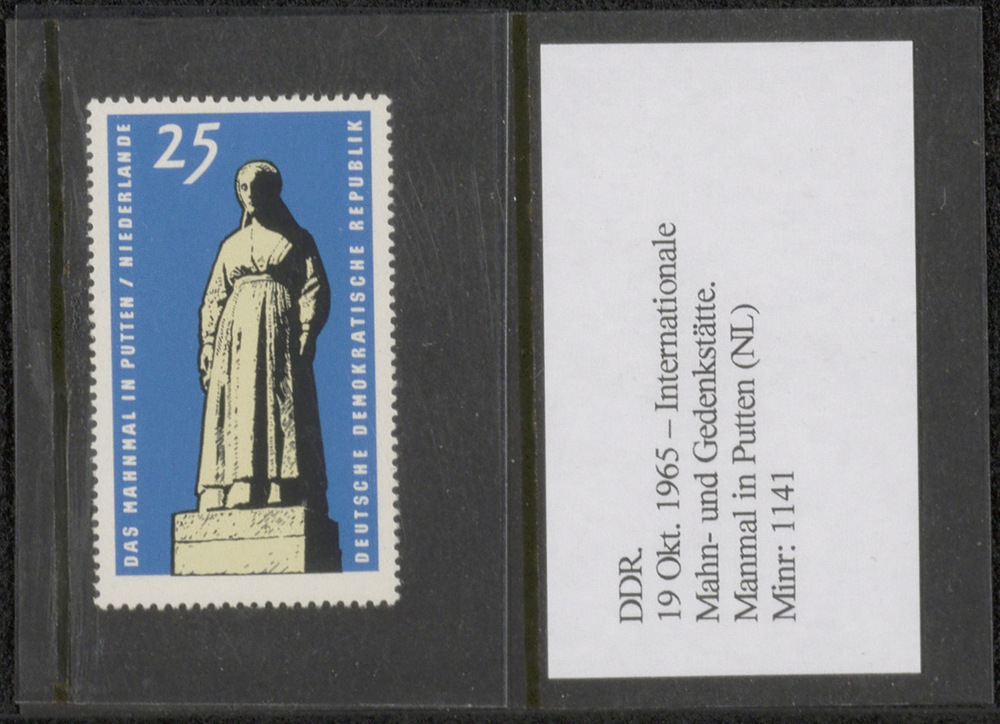 25
DAS MAHNMAL IN PUTTEN / NIEDERLANDE
DEUTSCHE DEMOKRATISCHE REPUBLIK
DDR.
19 Okt. 1965 – Internationale
Mahn- und Gedenkstätte.
Manmal in Putten (NL)
Minr: 1141